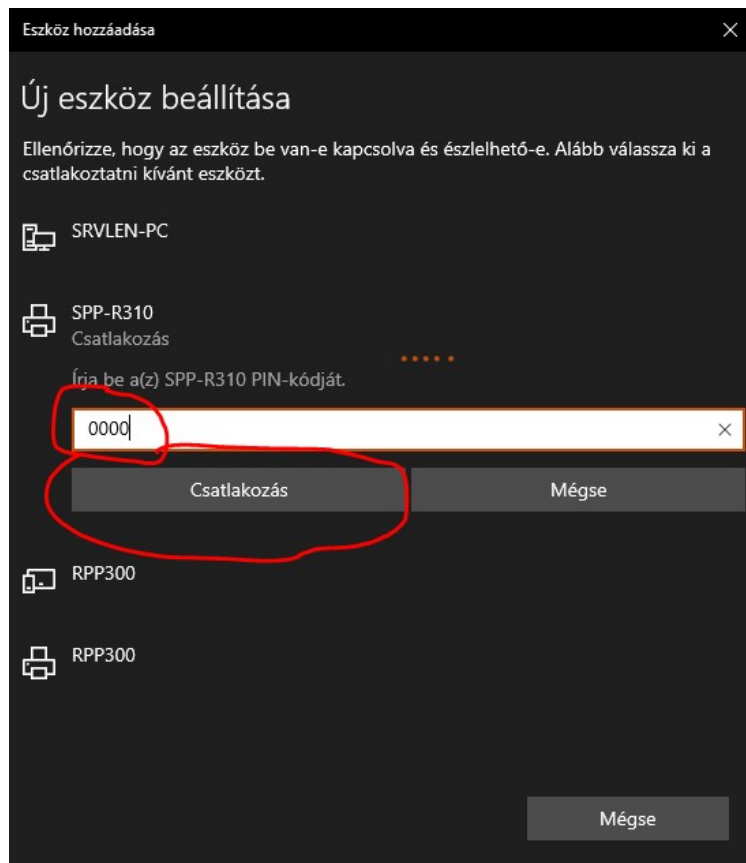 Eszköz hozzáadása
Új eszköz beállítása
Ellenőrizze, hogy az eszköz be van-e kapcsolva és észlelhető-e. Alább válassza ki a
csatlakoztatni kívánt eszközt.
SRVLEN-PC
SPP-R310
Csatlakozás
Írja be a(z) SPP-R310 PIN-kódját.
0000
Csatlakozás Mégse
RPP300
RPP300
Mégse